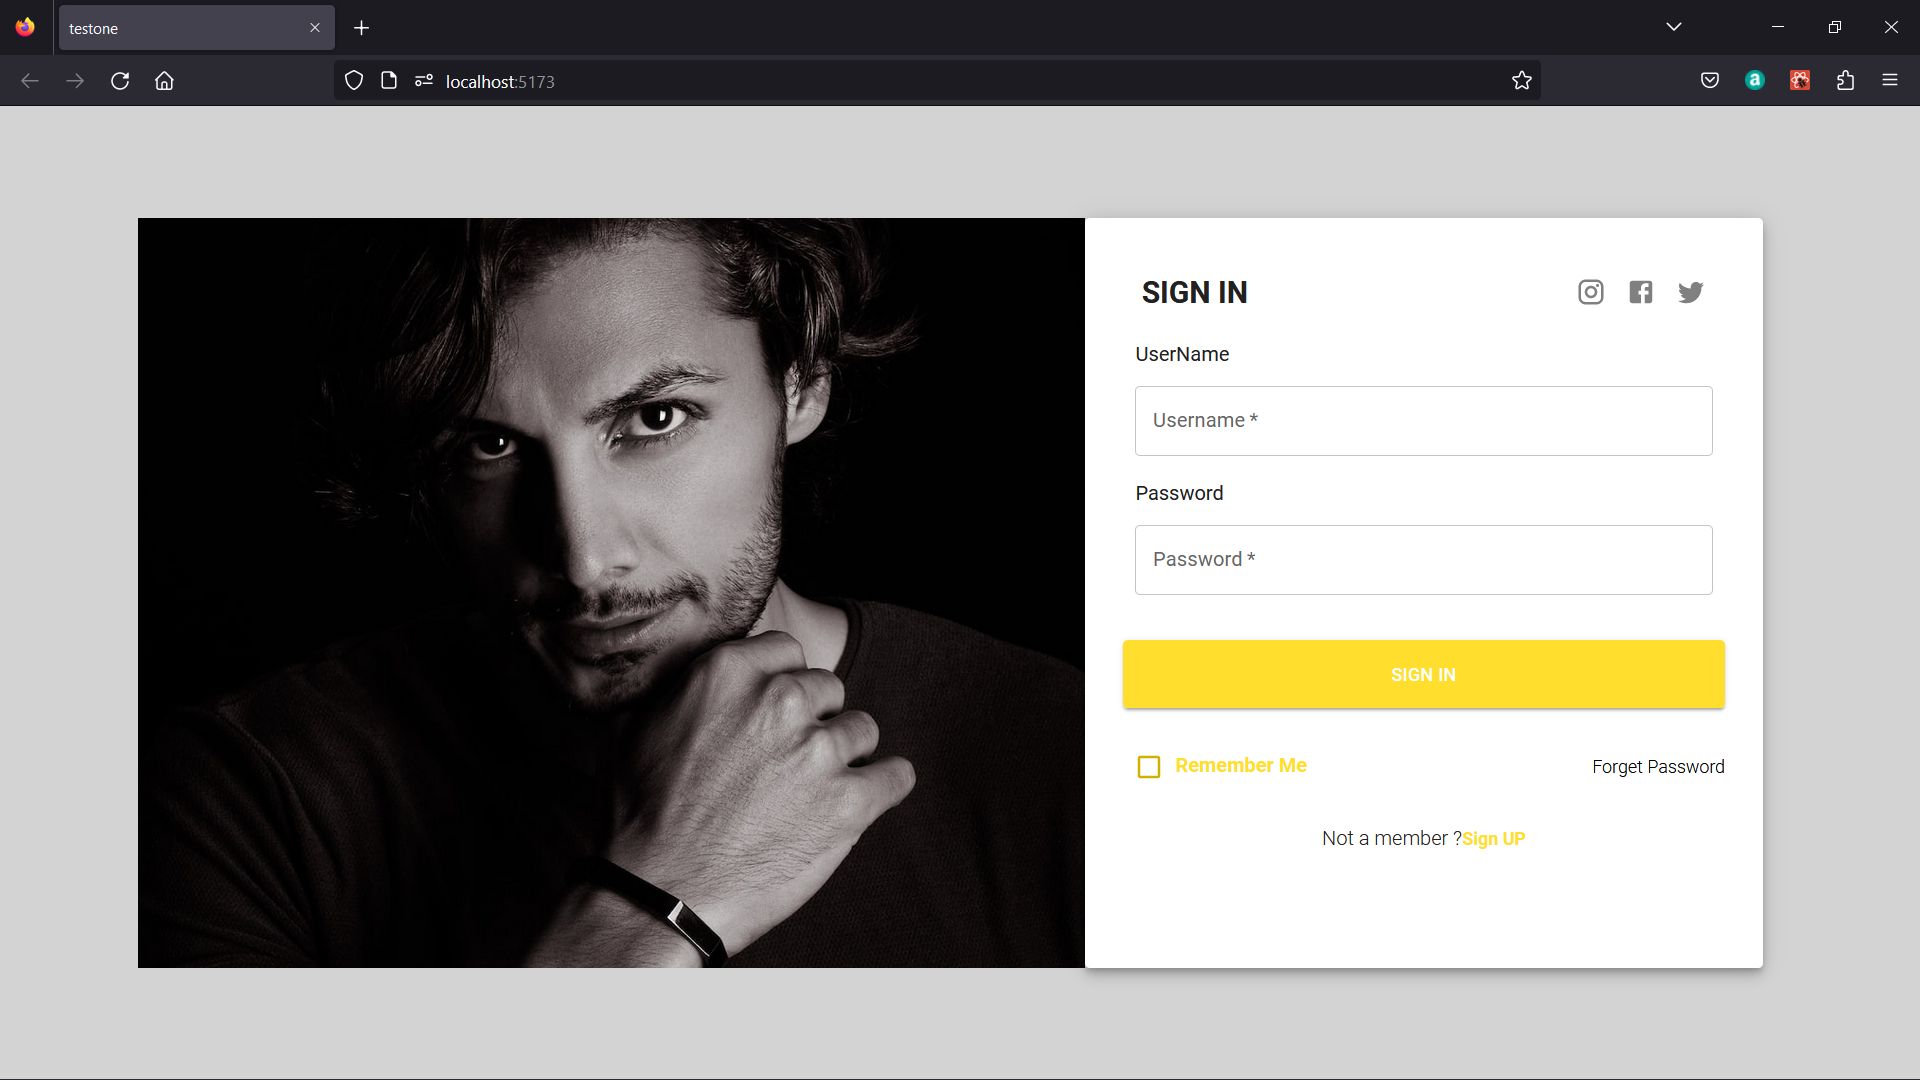 testone
localhost:5173
SIGN IN
UserName
Username *
Password
Password *
SIGN IN
Remember Me
Forget Password
Not a member ?Sign UP